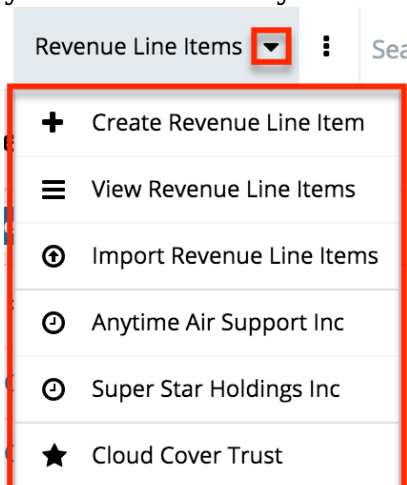 Revenue Line Items
Sea
Create Revenue Line Item
View Revenue Line Items
Import Revenue Line Items
Anytime Air Support Inc
Super Star Holdings Inc
Cloud Cover Trust